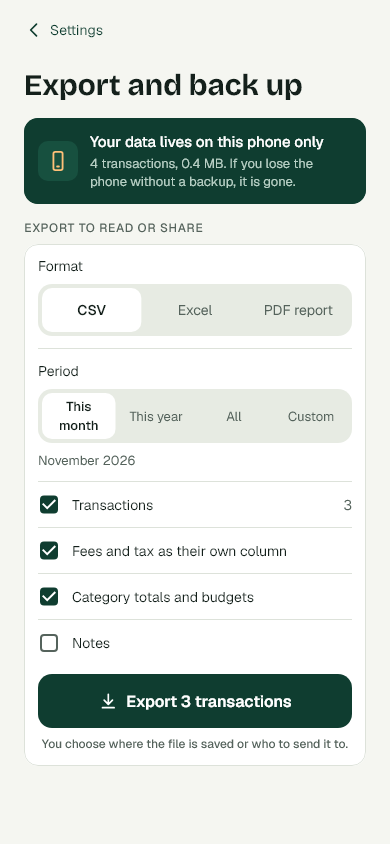 Settings
Export and back up
Your data lives on this phone only
4 transactions, 0.4 MB. If you lose the
phone without a backup, it is gone.
EXPORT TO READ OR SHARE
Format
CSV
Excel
PDF report
Period
This
month
This year
All
Custom
November 2026
Transactions
3
Fees and tax as their own column
Category totals and budgets
Notes
Export 3 transactions
You choose where the file is saved or who to send it to.